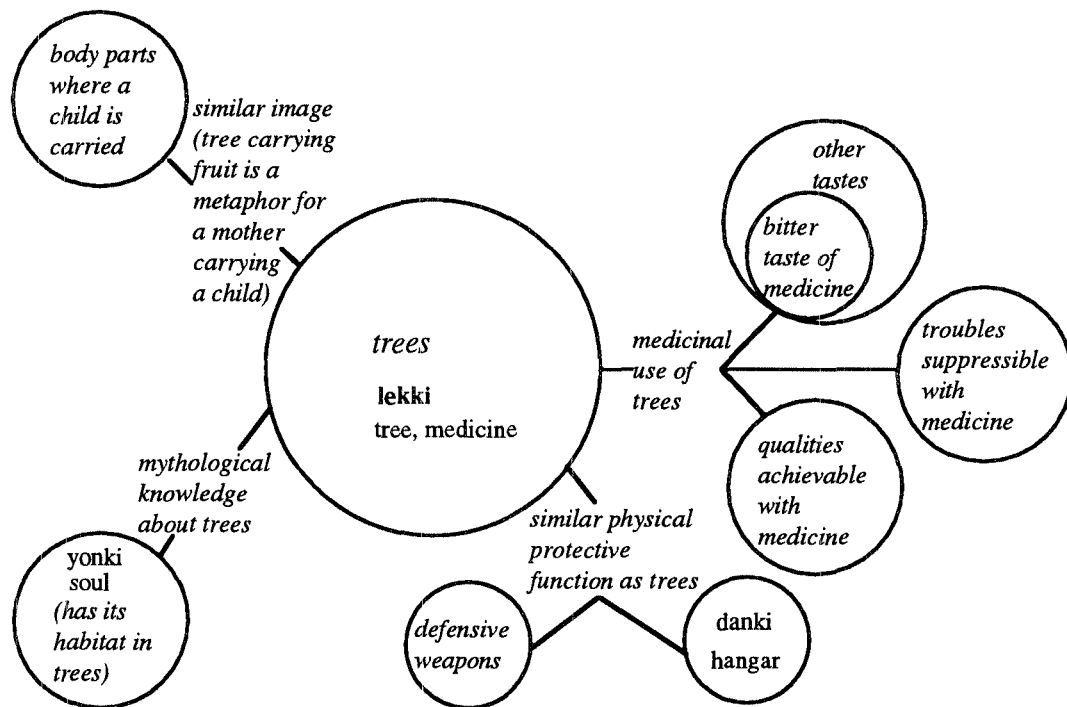 body parts
where a
child is
carried
similar image
(tree carrying
fruit is a
metaphor for
a mother
carrying
a child)
other
tastes
bitter
taste of
medicine
trees
lekki
tree, medicine
medicinal
use of
trees
troubles
suppressible
with
medicine
qualities
achievable
with
medicine
mythological
knowledge
about trees
yonki
soul
(has its
habitat in
trees)
similar physical
protective
function as trees
defensive
weapons
danki
hangar